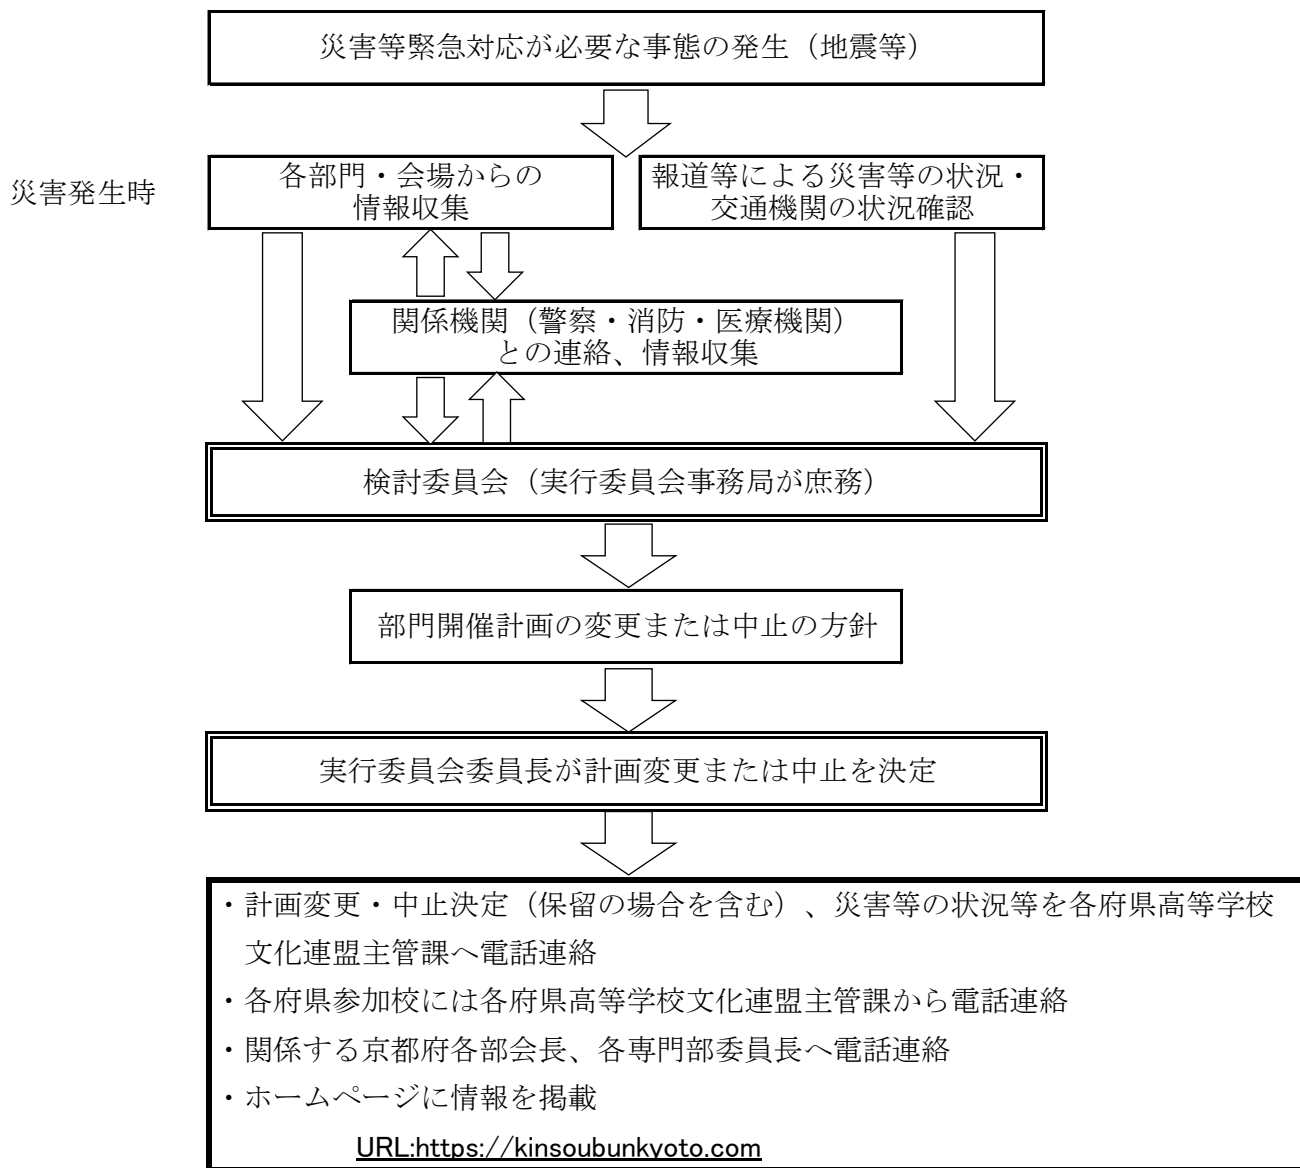 災害等緊急対応が必要な事態の発生（地震等）
災害発生時
各部門・会場からの
情報収集
報道等による災害等の状況・
交通機関の状況確認
関係機関（警察・消防・医療機関）
との連絡、情報収集
検討委員会（実行委員会事務局が庶務）
部門開催計画の変更または中止の方針
実行委員会委員長が計画変更または中止を決定
・計画変更・中止決定（保留の場合を含む）、災害等の状況等を各府県高等学校
文化連盟主管課へ電話連絡
・各府県参加校には各府県高等学校文化連盟主管課から電話連絡
・関係する京都府各部会長、各専門部委員長へ電話連絡
・ホームページに情報を掲載
URL:https://kinsoubunkyoto.com